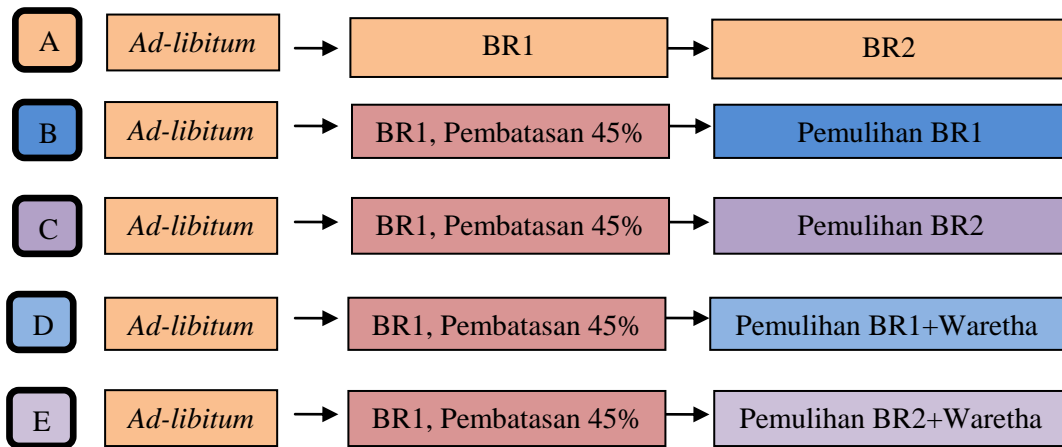 A Ad-libitum BR1 BR2
B Ad-libitum BR1, Pembatasan 45% Pemulihan BR1
C Ad-libitum BR1, Pembatasan 45% Pemulihan BR2
D Ad-libitum BR1, Pembatasan 45% Pemulihan BR1+Waretha
E Ad-libitum BR1, Pembatasan 45% Pemulihan BR2+Waretha